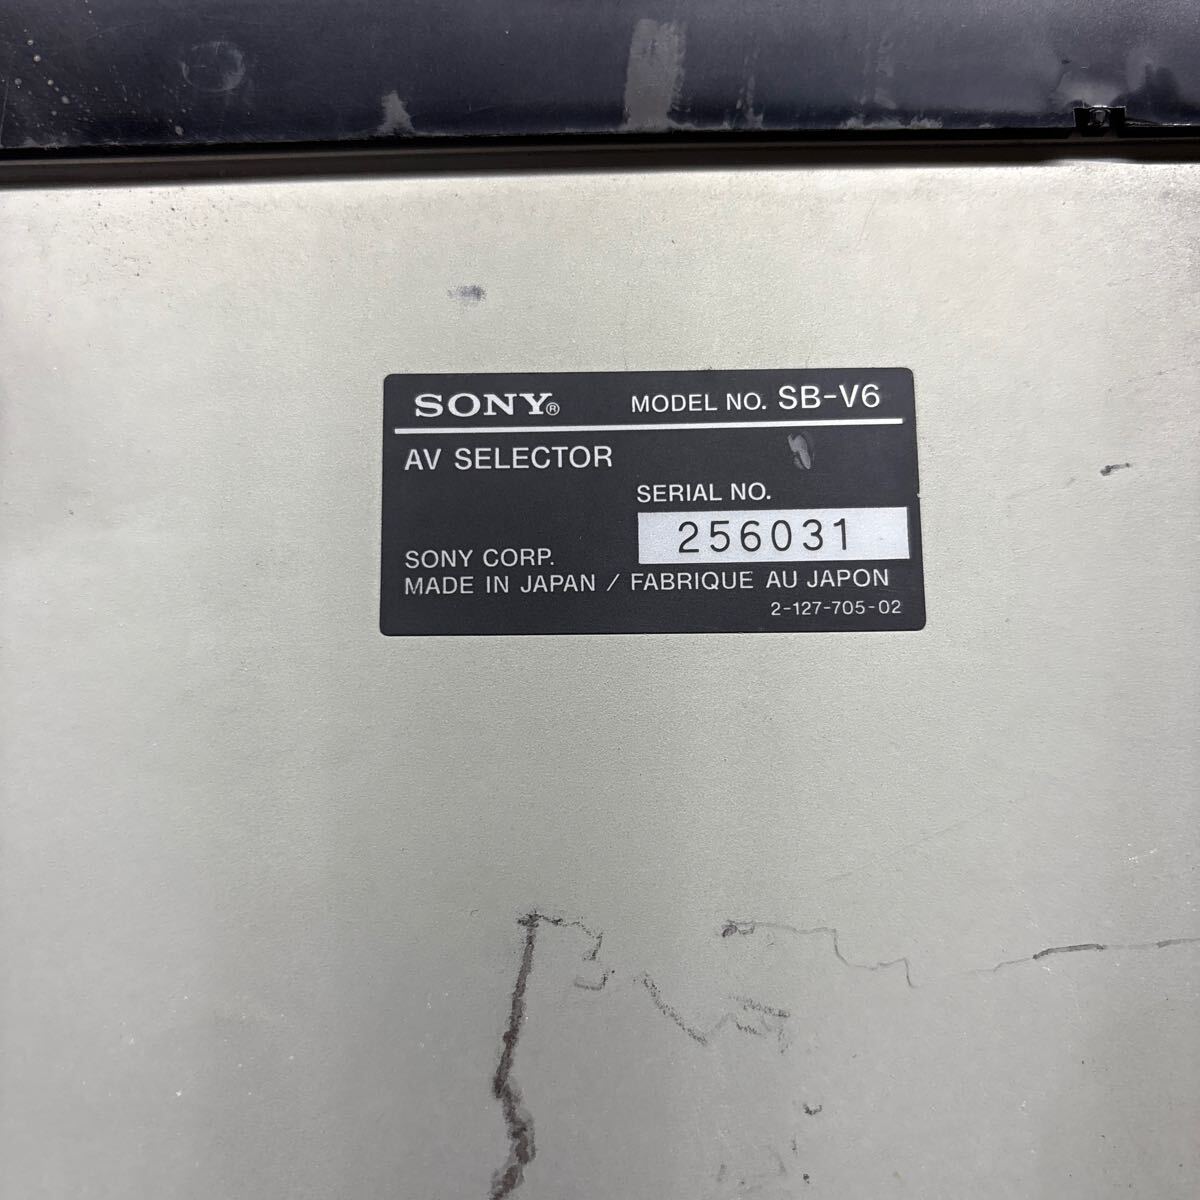 SONY® MODEL NO. SB-V6
AV SELECTOR
SERIAL NO.
256031
SONY CORP.
MADE IN JAPAN / FABRIQUE AU JAPON
2-127-705-02